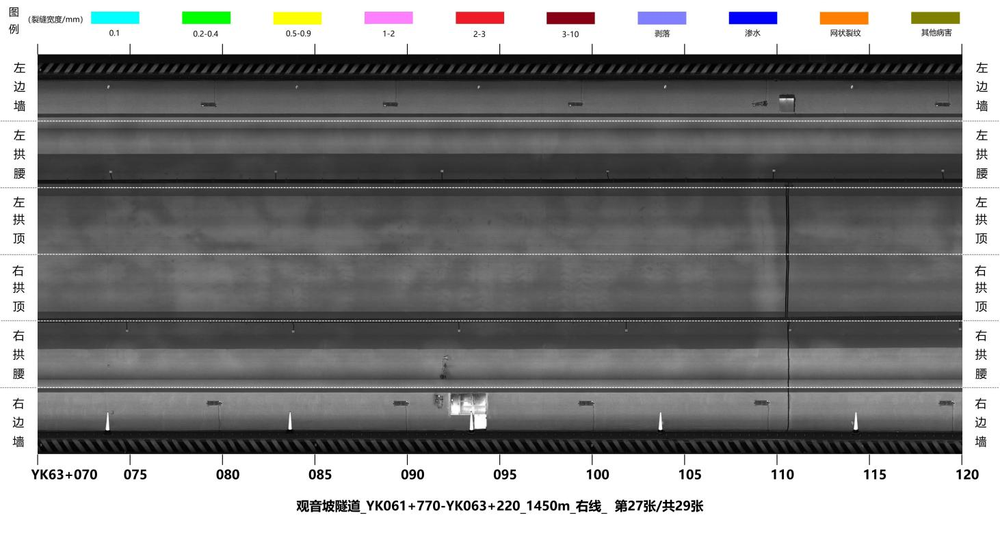 图例
(裂缝宽度/mm)
0.1
0.2-0.4
0.5-0.9
1-2
2-3
3-10
剥落
渗水
网状裂纹
其他病害
左边墙
左边墙
左拱腰
左拱腰
左拱顶
左拱顶
右拱顶
右拱顶
右拱腰
右拱腰
右边墙
右边墙
YK63+070 075 080 085 090 095 100 105 110 115 120
观音坡隧道_YK061+770-YK063+220_1450m_右线_ 第27张/共29张